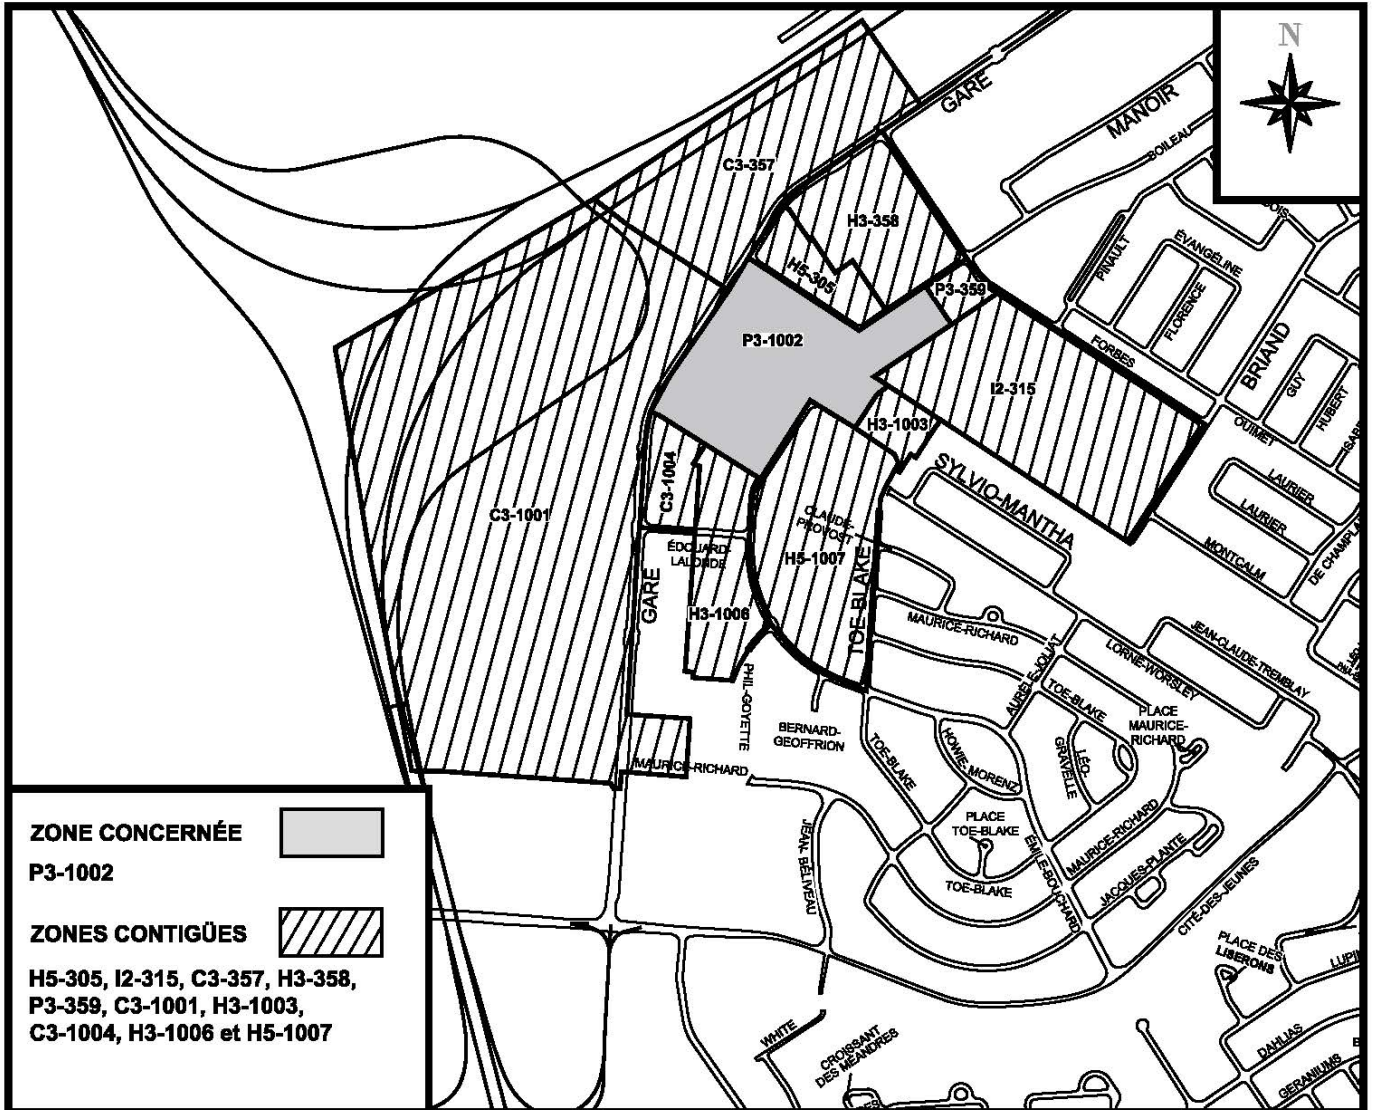 N
GARE
MANOIR
BOILEAU
C3-357
H3-358
ÉVANGÉLINE
PINAULT
H5-305
P3-359
FLORENCE
P3-1002
FORBES
BRIAND
I2-315
GUY
HUBERT
H3-1003
OUIMET
SYLVIO-MANTHA
C3-1004
LAURIER
LAURIER
C3-1001
CLAUDE-
PROVOST
MONTCALM
ÉDOUARD-
LALONDE
H5-1007
TOE-BLAKE
GARE
H3-1006
MAURICE-RICHARD
JEAN-CLAUDE-TREMBLAY
AURÈLE-JOLIAT
LORNE-WORSLEY
PHIL-GOYETTE
TOE-BLAKE
PLACE
MAURICE-
RICHARD
BERNARD-
GEOFFRION
TOE-BLAKE
HOWIE-MORENZ
LÉO-
GRAVELLE
MAURICE-RICHARD
PLACE
TOE-BLAKE
MAURICE-RICHARD
JEAN- BÉLIVEAU
ÉMILE-BOUCHARD
JACQUES-PLANTE
TOE-BLAKE
CITÉ-DES-JEUNES
PLACE DES
LISERONS
WHITE
CROISSANT
DES MÉANDRES
DAHLIAS
GERANIUMS
ZONE CONCERNÉE
P3-1002
ZONES CONTIGÜES
H5-305, I2-315, C3-357, H3-358,
P3-359, C3-1001, H3-1003,
C3-1004, H3-1006 et H5-1007